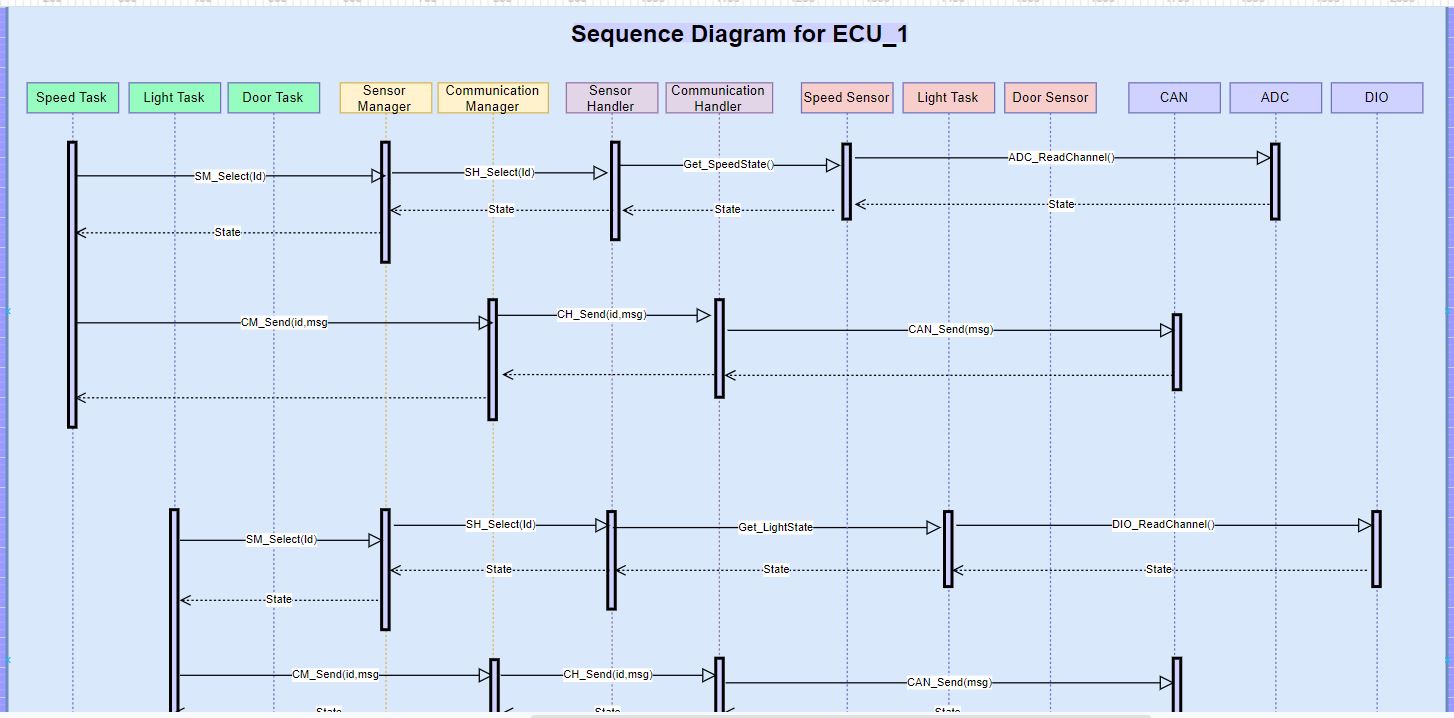 Sequence Diagram for ECU_1
Speed Task
Light Task
Door Task
Sensor
Manager
Communication
Manager
Sensor
Handler
Communication
Handler
Speed Sensor
Light Task
Door Sensor
CAN
ADC
DIO
ADC_ReadChannel()
Get_SpeedState()
SH_Select(Id)
SM_Select(Id)
State
State
State
State
CH_Send(id,msg)
CM_Send(id,msg
CAN_Send(msg)
SH_Select(Id)
Get_LightState
DIO_ReadChannel()
SM_Select(Id)
State
State
State
State
CM_Send(id,msg
CH_Send(id,msg)
CAN_Send(msg)
State
State
State